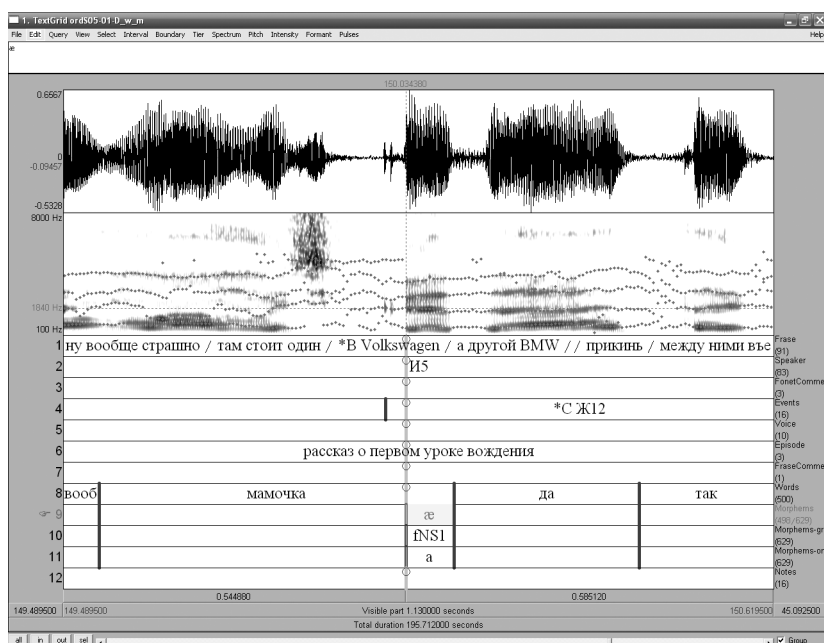 1. TextGrid ordS05-01-D_w_m
File Edit Query View Select Interval Boundary Tier Spectrum Pitch Intensity Formant Pulses Help
æ
150.034380
0.6567
0
-0.09457
-0.5328
8000 Hz
1840 Hz
100 Hz
1 ну вообще страшно / там стоит один / *В Volkswagen / а другой BMW // прикинь / между ними въе Frase (91)
2 И5 Speaker (83)
3 FonetComme (3)
4 *С Ж12 Events (16)
5 Voice (10)
6 рассказ о первом уроке вождения Episode (3)
7 FraseComme (1)
8 вооб мамочка да так Words (500)
9 æ Morphems (498/629)
10 fNS1 Morphems-gr (629)
11 а Morphems-or (629)
12 Notes (16)
0.544880 0.585120
149.489500 149.489500 Visible part 1.130000 seconds 150.619500 45.092500
Total duration 195.712000 seconds
all in out sel Group